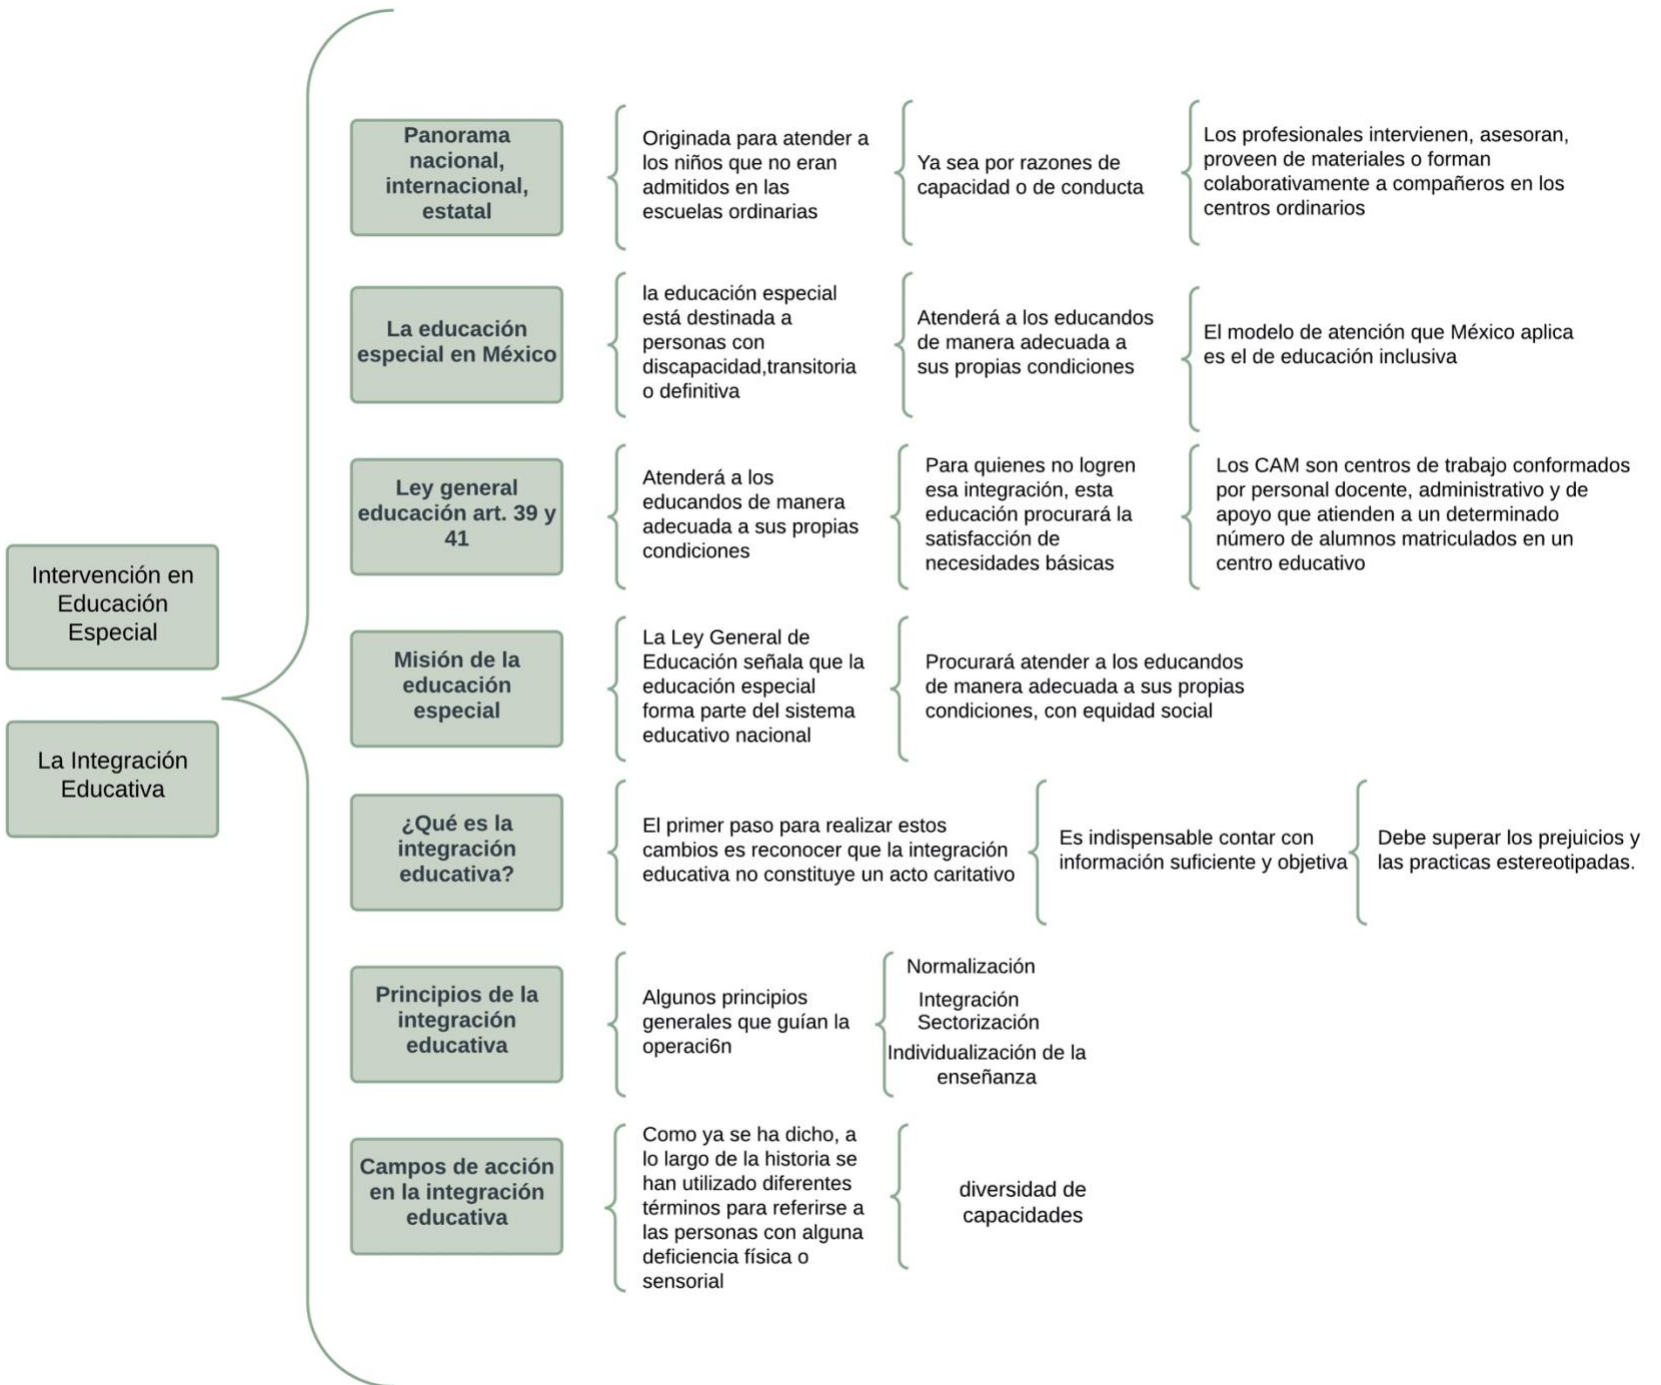 Intervención en
Educación
Especial
La Integración
Educativa
Panorama
nacional,
internacional,
estatal
Originada para atender a
los niños que no eran
admitidos en las
escuelas ordinarias
Ya sea por razones de
capacidad o de conducta
Los profesionales intervienen, asesoran,
proveen de materiales o forman
colaborativamente a compañeros en los
centros ordinarios
La educación
especial en México
la educación especial
está destinada a
personas con
discapacidad,transitoria
o definitiva
Atenderá a los educandos
de manera adecuada a
sus propias condiciones
El modelo de atención que México aplica
es el de educación inclusiva
Ley general
educación art. 39 y
41
Atenderá a los
educandos de manera
adecuada a sus propias
condiciones
Para quienes no logren
esa integración, esta
educación procurará la
satisfacción de
necesidades básicas
Los CAM son centros de trabajo conformados
por personal docente, administrativo y de
apoyo que atienden a un determinado
número de alumnos matriculados en un
centro educativo
Misión de la
educación
especial
La Ley General de
Educación señala que la
educación especial
forma parte del sistema
educativo nacional
Procurará atender a los educandos
de manera adecuada a sus propias
condiciones, con equidad social
¿Qué es la
integración
educativa?
El primer paso para realizar estos
cambios es reconocer que la integración
educativa no constituye un acto caritativo
Es indispensable contar con
información suficiente y objetiva
Debe superar los prejuicios y
las practicas estereotipadas.
Principios de la
integración
educativa
Algunos principios
generales que guían la
operaci6n
Normalización
Integración
Sectorización
Individualización de la
enseñanza
Campos de acción
en la integración
educativa
Como ya se ha dicho, a
lo largo de la historia se
han utilizado diferentes
términos para referirse a
las personas con alguna
deficiencia física o
sensorial
diversidad de
capacidades